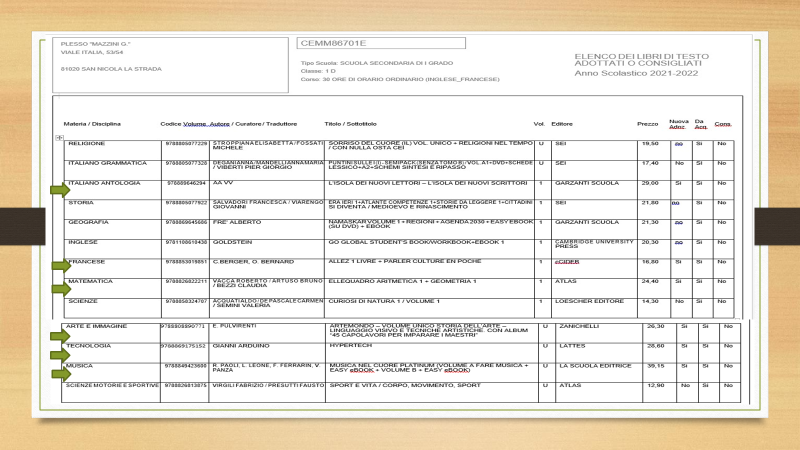 PLESSO "MAZZINI G."
VIALE ITALIA, 53/54
81020 SAN NICOLA LA STRADA
CEMM86701E
Tipo Scuola: SCUOLA SECONDARIA DI I GRADO
Classe: 1 D
Corso: 30 ORE DI ORARIO ORDINARIO (INGLESE_FRANCESE)
ELENCO DEI LIBRI DI TESTO
ADOTTATI O CONSIGLIATI
Anno Scolastico 2021-2022
Materia / Disciplina Codice Volume Autore / Curatore / Traduttore Titolo / Sottotitolo Vol. Editore Prezzo Nuova Adoz. Da Acq. Cons.
RELIGIONE 9788805077229 STROPPIANA ELISABETTA / FOSSATI MICHELE SORRISO DEL CUORE (IL) VOL. UNICO + RELIGIONI NEL TEMPO / CON NULLA OSTA CEI U SEI 19,50 no Si No
ITALIANO GRAMMATICA 9788805077328 DEGANI ANNA / MANDELLI ANNA MARIA / VIBERTI PIER GIORGIO PUNTINI SULLE I (I) -SEMIPACK (SENZA TOMO B) / VOL. A1+DVD+SCHEDE LESSICO+A2+SCHEMI SINTESI E RIPASSO U SEI 17,40 No Si No
ITALIANO ANTOLOGIA 9788869646294 AA VV L'ISOLA DEI NUOVI LETTORI – L'ISOLA DEI NUOVI SCRITTORI 1 GARZANTI SCUOLA 29,00 Si Si No
STORIA 9788805077922 SALVADORI FRANCESCA / VIARENGO GIOVANNI ERA IERI 1+ATLANTE COMPETENZE 1+STORIE DA LEGGERE 1+CITTADINI SI DIVENTA / MEDIOEVO E RINASCIMENTO 1 SEI 21,80 no Si No
GEOGRAFIA 9788869645686 FRE' ALBERTO NAMASKAR VOLUME 1 + REGIONI + AGENDA 2030 + EASY EBOOK (SU DVD) + EBOOK 1 GARZANTI SCUOLA 21,30 no Si No
INGLESE 9781108610438 GOLDSTEIN GO GLOBAL STUDENT'S BOOK/WORKBOOK+EBOOK 1 1 CAMBRIDGE UNIVERSITY PRESS 20,30 no Si No
FRANCESE 9788853019851 C.BERGER, D. BERNARD ALLEZ 1 LIVRE + PARLER CULTURE EN POCHE 1 eCIDEB 16,80 Si Si No
MATEMATICA 9788826822211 VACCA ROBERTO / ARTUSO BRUNO / BEZZI CLAUDIA ELLEQUADRO ARITMETICA 1 + GEOMETRIA 1 1 ATLAS 24,40 Si Si No
SCIENZE 9788858324707 ACQUATI ALDO / DE PASCALE CARMEN / SEMINI VALERIA CURIOSI DI NATURA 1 / VOLUME 1 1 LOESCHER EDITORE 14,30 No Si No
ARTE E IMMAGINE 9788808890771 E. PULVIRENTI ARTEMONDO – VOLUME UNICO STORIA DELL'ARTE – LINGUAGGIO VISIVO E TECNICHE ARTISTICHE. CON ALBUM "45 CAPOLAVORI PER IMPARARE I MAESTRI" U ZANICHELLI 26,30 Si Si No
TECNOLOGIA 9788869175152 GIANNI ARDUINO HYPERTECH U LATTES 28,60 Si Si No
MUSICA 9788849423600 R. PAOLI, L. LEONE, F. FERRARIN, V. PANZA MUSICA NEL CUORE PLATINUM (VOLUME A FARE MUSICA + EASY eBOOK + VOLUME B + EASY eBOOK) U LA SCUOLA EDITRICE 39,15 Si Si No
SCIENZE MOTORIE E SPORTIVE 9788826813875 VIRGILI FABRIZIO / PRESUTTI FAUSTO SPORT E VITA / CORPO, MOVIMENTO, SPORT U ATLAS 12,90 No Si No